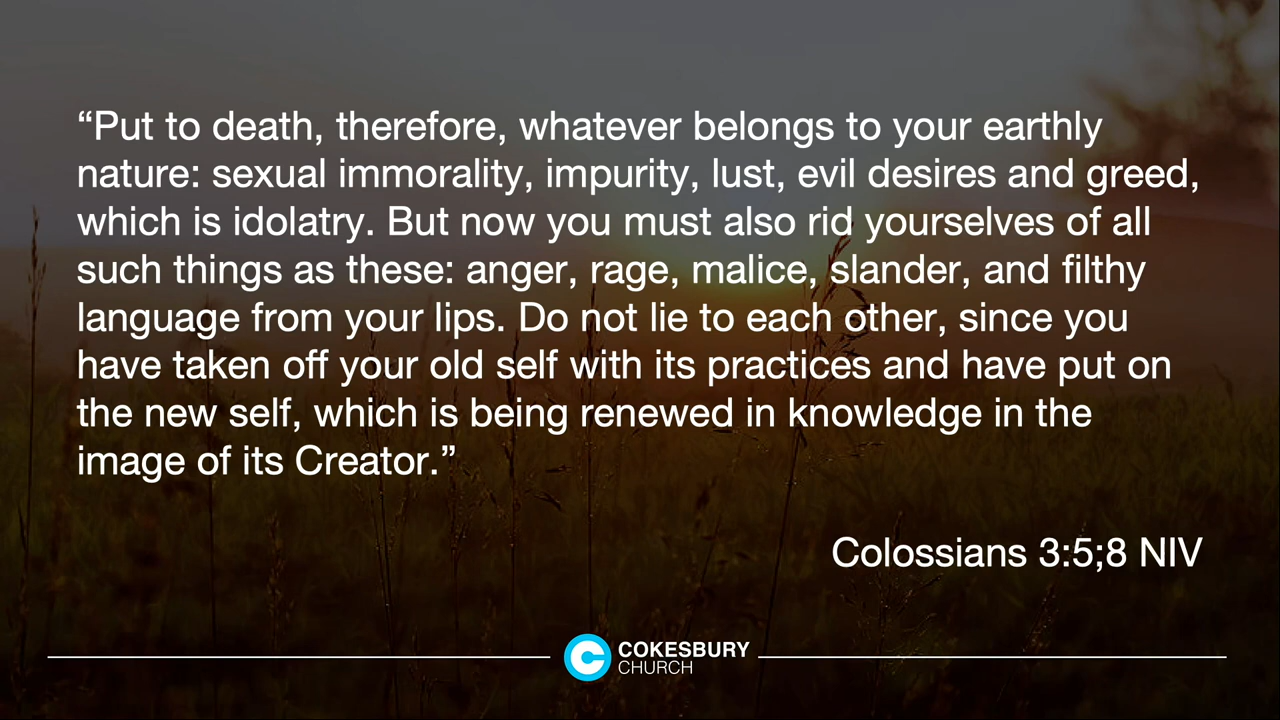 “Put to death, therefore, whatever belongs to your earthly
nature: sexual immorality, impurity, lust, evil desires and greed,
which is idolatry. But now you must also rid yourselves of all
such things as these: anger, rage, malice, slander, and filthy
language from your lips. Do not lie to each other, since you
have taken off your old self with its practices and have put on
the new self, which is being renewed in knowledge in the
image of its Creator.”
Colossians 3:5;8 NIV
COKESBURY
CHURCH